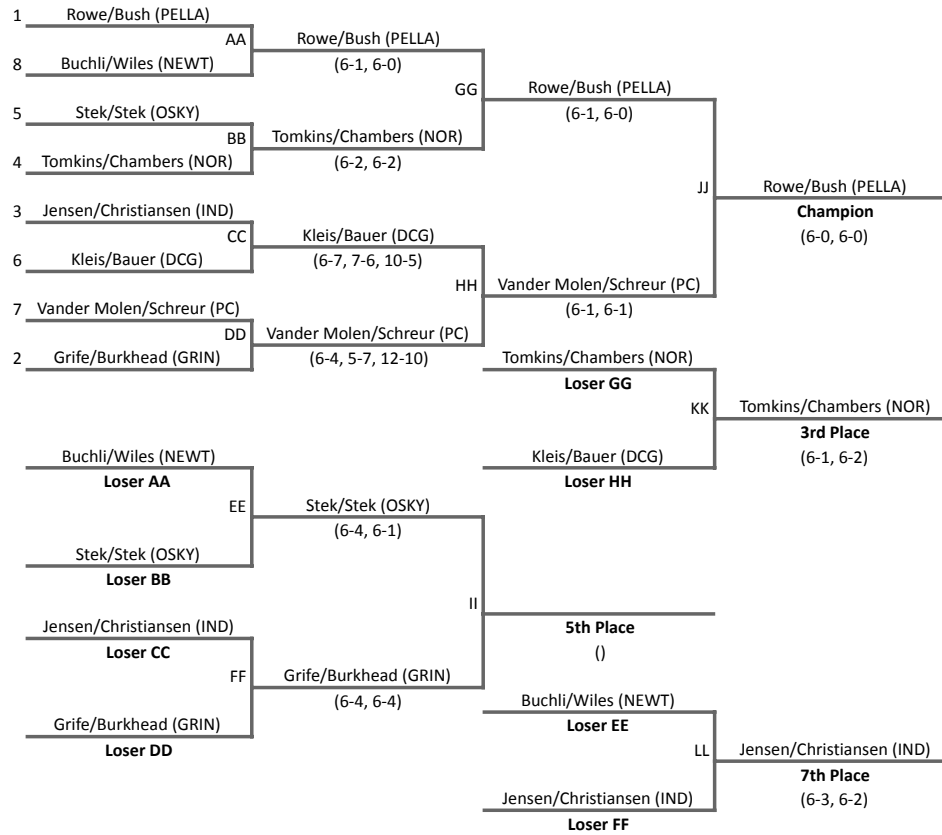 1 Rowe/Bush (PELLA)
AA Rowe/Bush (PELLA)
8 Buchli/Wiles (NEWT) (6-1, 6-0)
GG Rowe/Bush (PELLA)
5 Stek/Stek (OSKY) (6-1, 6-0)
BB Tomkins/Chambers (NOR)
4 Tomkins/Chambers (NOR) (6-2, 6-2)
JJ Rowe/Bush (PELLA)
3 Jensen/Christiansen (IND) Champion
CC Kleis/Bauer (DCG) (6-0, 6-0)
6 Kleis/Bauer (DCG) (6-7, 7-6, 10-5)
HH Vander Molen/Schreur (PC)
7 Vander Molen/Schreur (PC) (6-1, 6-1)
DD Vander Molen/Schreur (PC)
2 Grife/Burkhead (GRIN) (6-4, 5-7, 12-10) Tomkins/Chambers (NOR)
Loser GG
KK Tomkins/Chambers (NOR)
3rd Place
Buchli/Wiles (NEWT) Kleis/Bauer (DCG) (6-1, 6-2)
Loser AA Loser HH
EE Stek/Stek (OSKY)
(6-4, 6-1)
Stek/Stek (OSKY)
Loser BB
II
5th Place
Jensen/Christiansen (IND) ()
Loser CC
FF Grife/Burkhead (GRIN)
(6-4, 6-4) Buchli/Wiles (NEWT)
Grife/Burkhead (GRIN) Loser EE
Loser DD LL Jensen/Christiansen (IND)
7th Place
Jensen/Christiansen (IND) (6-3, 6-2)
Loser FF